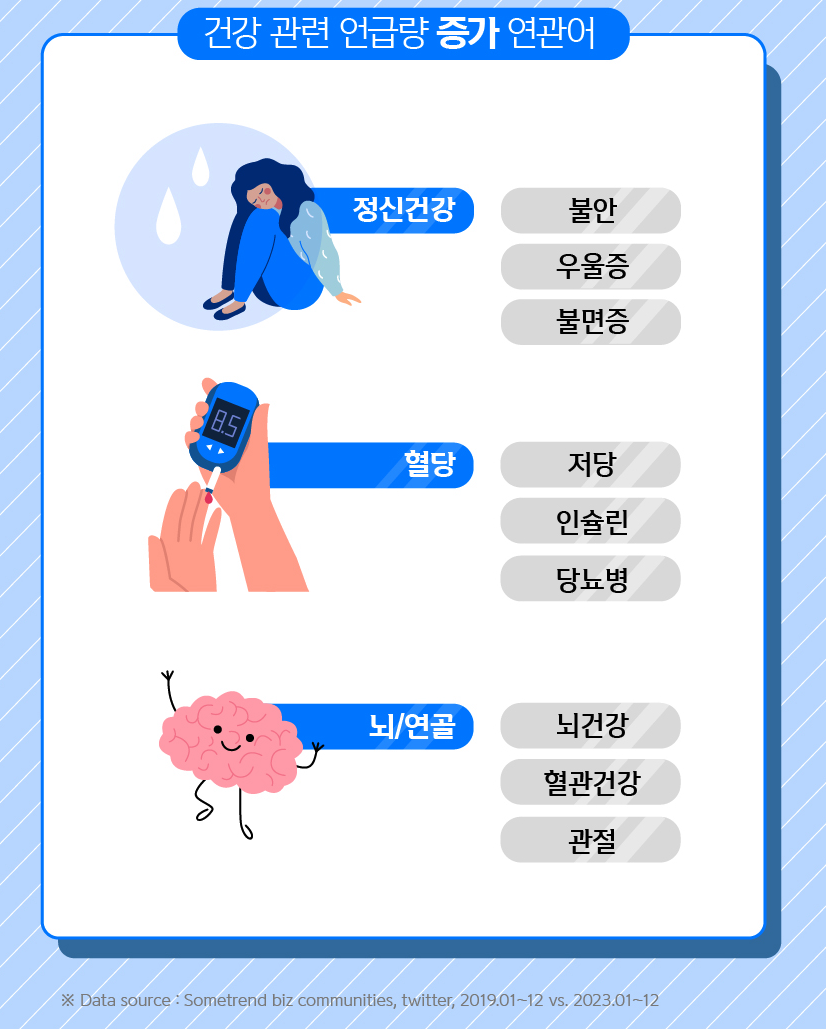 건강 관련 언급량 증가 연관어
정신건강
불안
우울증
불면증
8.5
혈당
저당
인슐린
당뇨병
뇌/연골
뇌건강
혈관건강
관절
※ Data source : Sometrend biz communities, twitter, 2019.01~12 vs. 2023.01~12